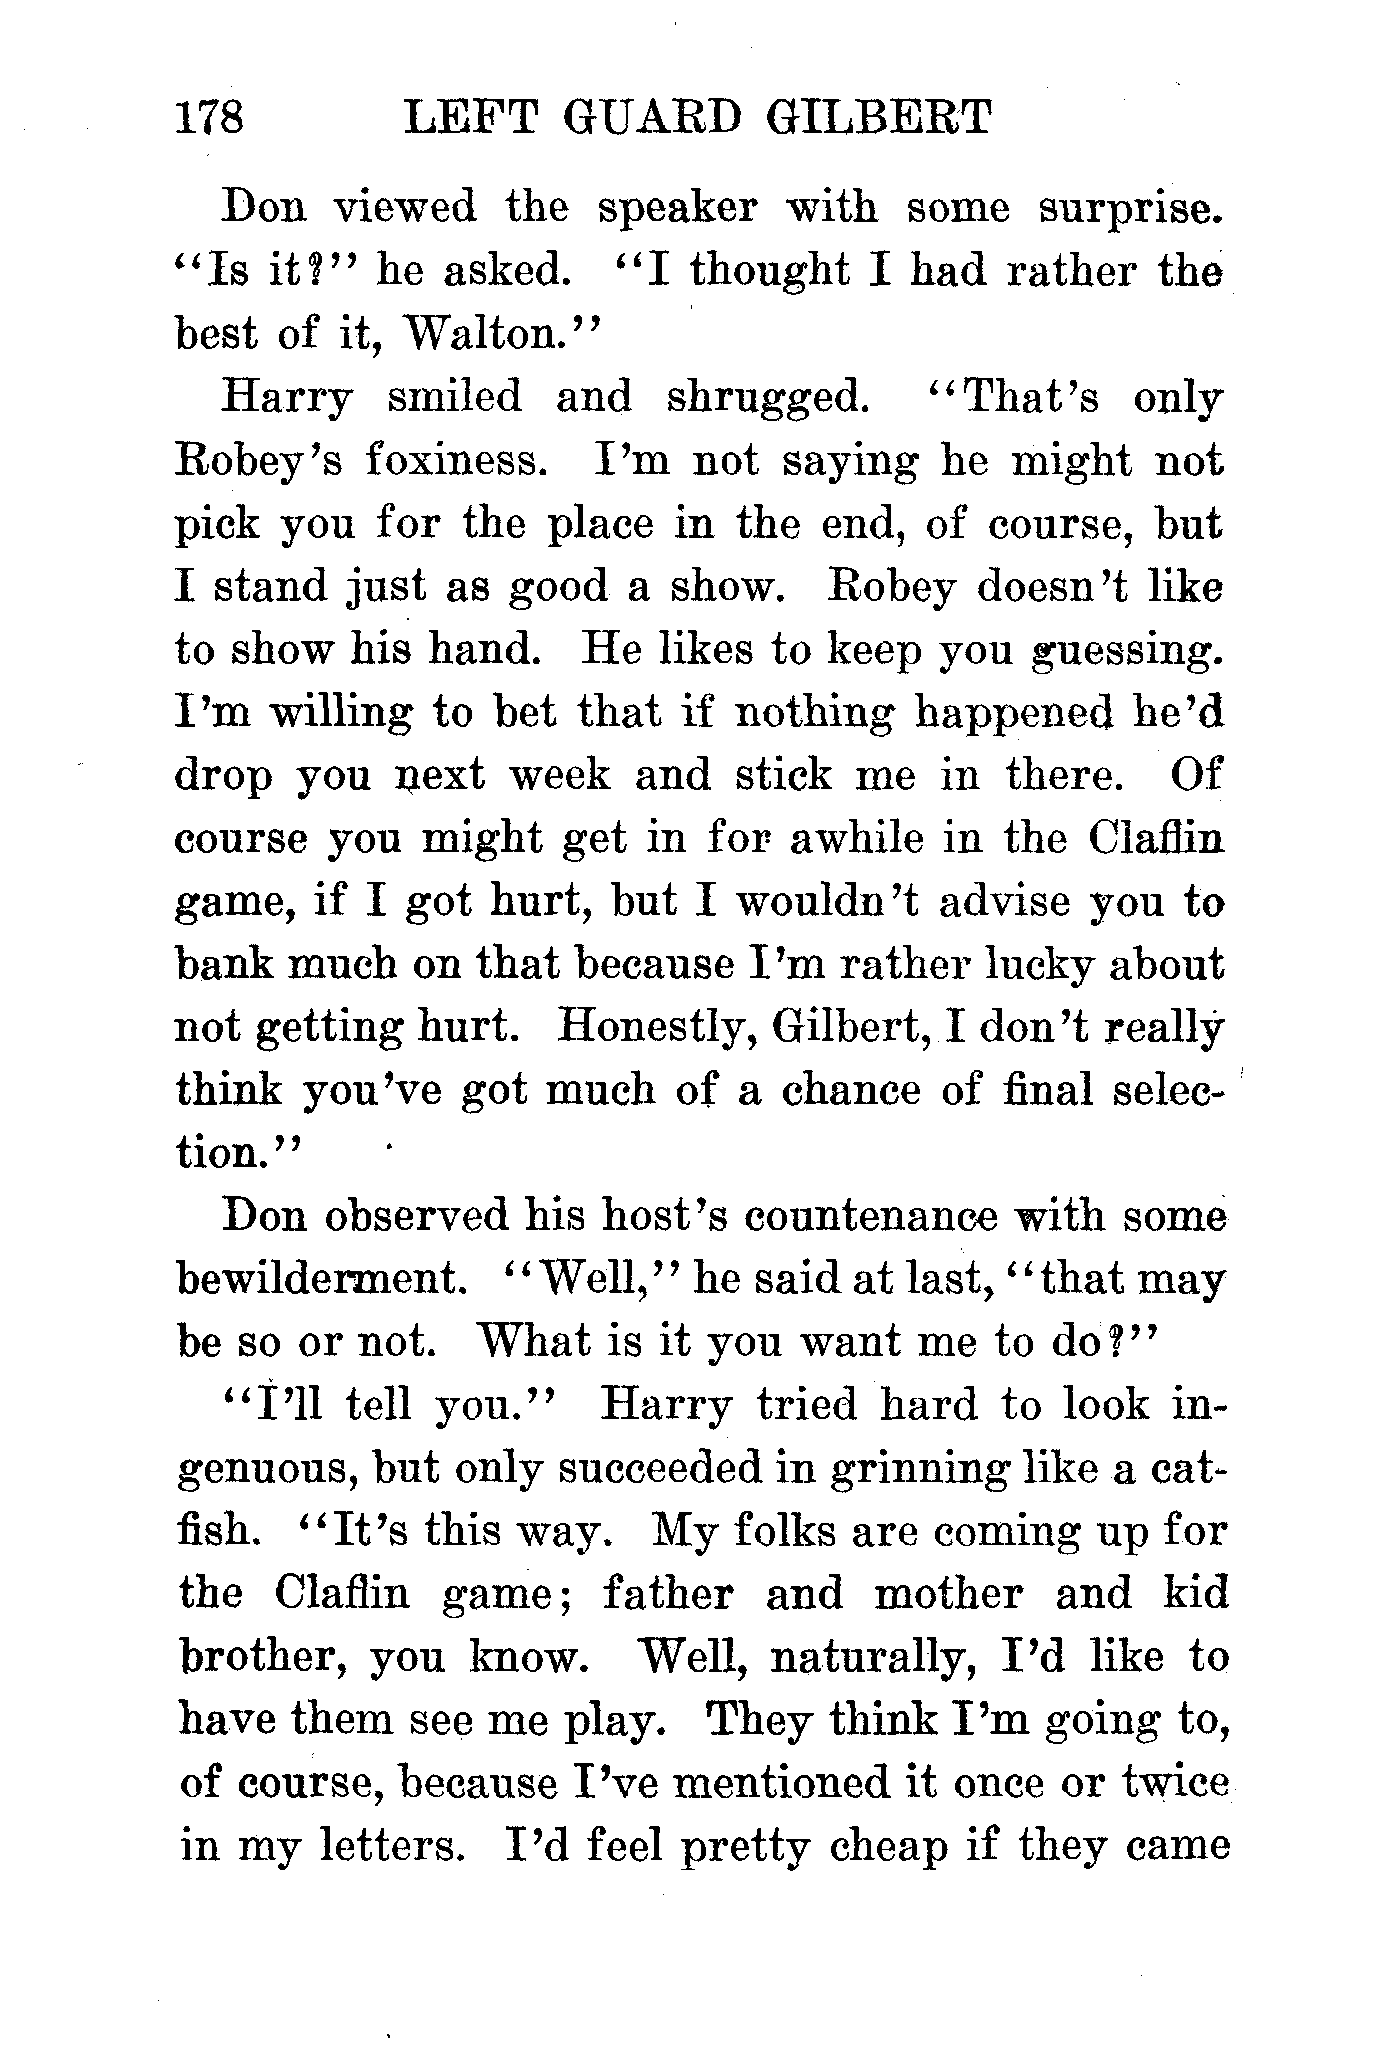 178 LEFT GUARD GILBERT
Don viewed the speaker with some surprise.
“Is it?” he asked. “I thought I had rather the
best of it, Walton.”
Harry smiled and shrugged. “That’s only
Robey’s foxiness. I’m not saying he might not
pick you for the place in the end, of course, but
I stand just as good a show. Robey doesn’t like
to show his hand. He likes to keep you guessing.
I’m willing to bet that if nothing happened he’d
drop you next week and stick me in there. Of
course you might get in for awhile in the Claflin
game, if I got hurt, but I wouldn’t advise you to
bank much on that because I’m rather lucky about
not getting hurt. Honestly, Gilbert, I don’t really
think you’ve got much of a chance of final selec-
tion.”
Don observed his host’s countenance with some
bewilderment. “Well,” he said at last, “that may
be so or not. What is it you want me to do?”
“I’ll tell you.” Harry tried hard to look in-
genuous, but only succeeded in grinning like a cat-
fish. “It’s this way. My folks are coming up for
the Claflin game; father and mother and kid
brother, you know. Well, naturally, I’d like to
have them see me play. They think I’m going to,
of course, because I’ve mentioned it once or twice
in my letters. I’d feel pretty cheap if they came